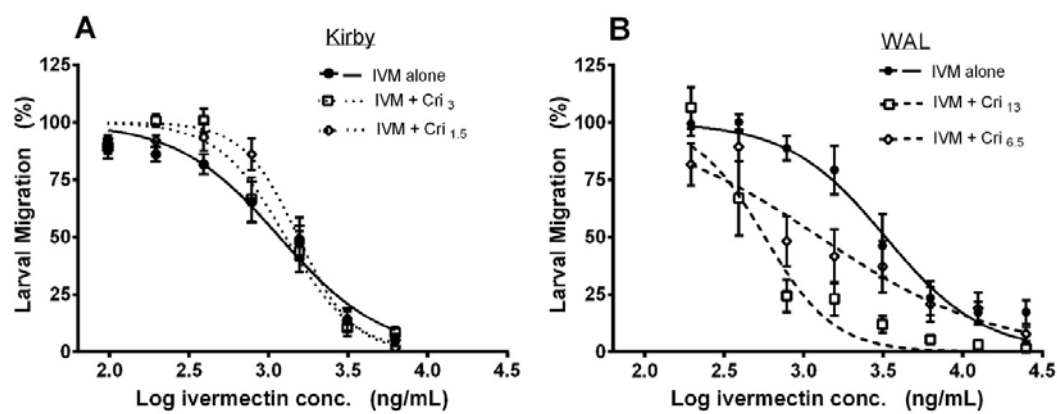 A
Kirby
IVM alone
IVM + Cri 3
IVM + Cri 1.5
Larval Migration
(%)
125
100
75
50
25
0
2.0 2.5 3.0 3.5 4.0 4.5
Log ivermectin conc. (ng/mL)
B
WAL
IVM alone
IVM + Cri 13
IVM + Cri 6.5
Larval Migration
(%)
125
100
75
50
25
0
2.0 2.5 3.0 3.5 4.0 4.5
Log ivermectin conc. (ng/mL)